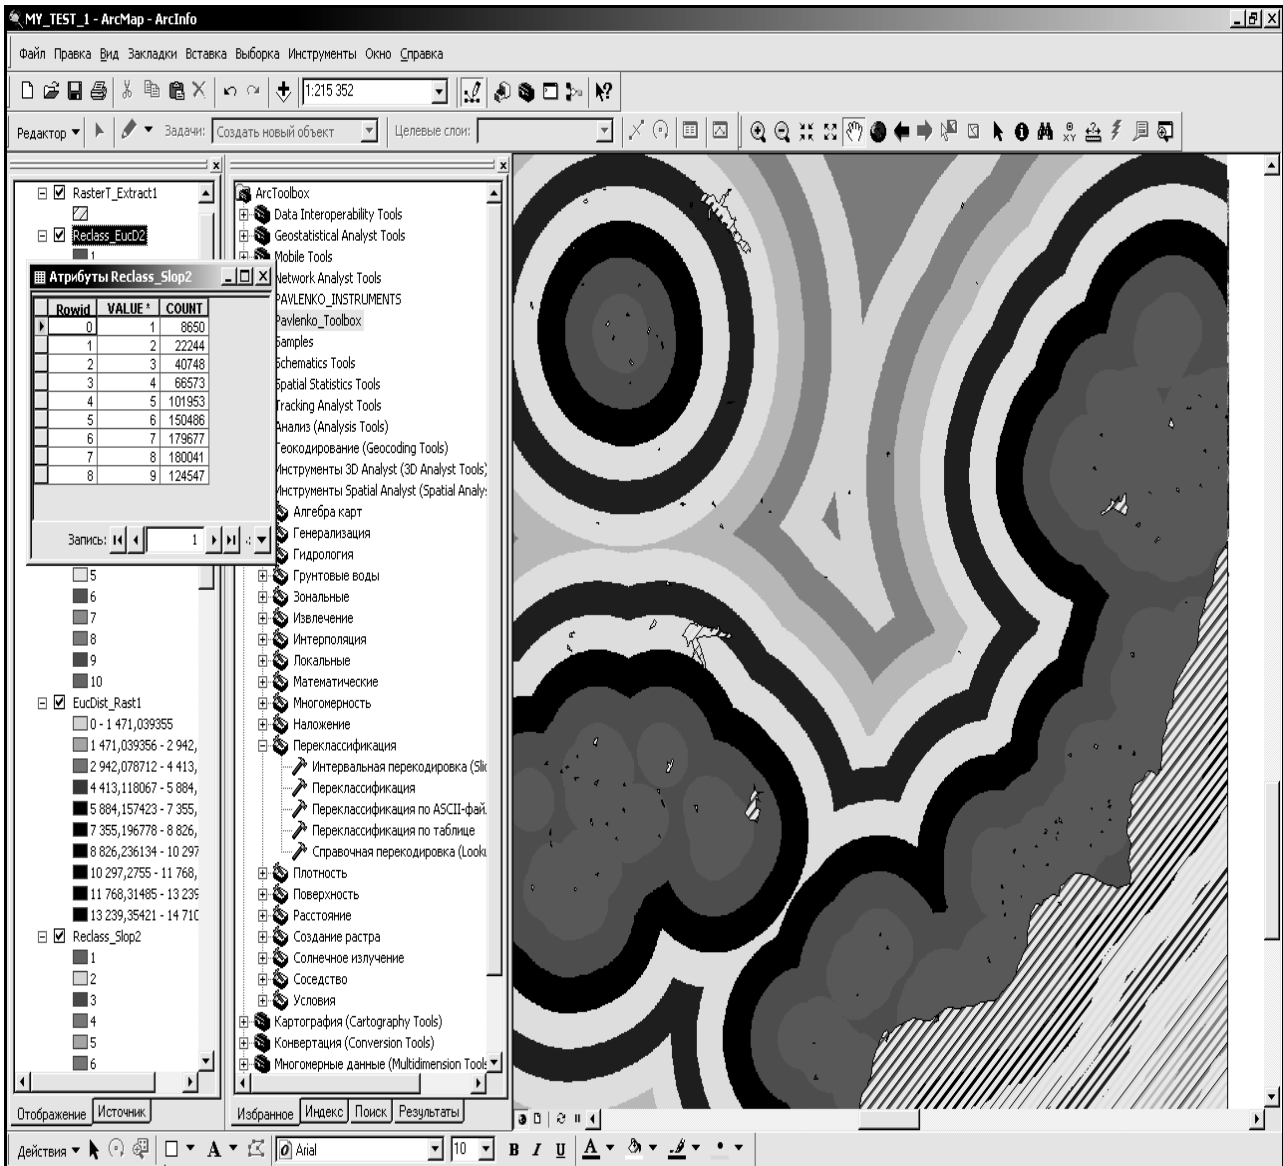 MY_TEST_1 - ArcMap - ArcInfo
Файл Правка Вид Закладки Вставка Выборка Инструменты Окно Справка
1:215 352
Редактор Задачи: Создать новый объект Целевые слои:
RasterT_Extract1
Reclass_EucD2
1
Атрибуты Reclass_Slop2
Rowid VALUE * COUNT
0 1 8650
1 2 22244
2 3 40748
3 4 66573
4 5 101953
5 6 150486
6 7 179677
7 8 180041
8 9 124547
Запись: 1
5
6
7
8
9
10
EucDist_Rast1
0 - 1 471,039355
1 471,039356 - 2 942,
2 942,078712 - 4 413,
4 413,118067 - 5 884,
5 884,157423 - 7 355,
7 355,196778 - 8 826,
8 826,236134 - 10 297
10 297,2755 - 11 768,
11 768,31485 - 13 239
13 239,35421 - 14 710
Reclass_Slop2
1
2
3
4
5
6
Отображение Источник
ArcToolbox
Data Interoperability Tools
Geostatistical Analyst Tools
Mobile Tools
Network Analyst Tools
PAVLENKO_INSTRUMENTS
Pavlenko_Toolbox
Samples
Schematics Tools
Spatial Statistics Tools
Tracking Analyst Tools
Анализ (Analysis Tools)
Геокодирование (Geocoding Tools)
Инструменты 3D Analyst (3D Analyst Tools)
Инструменты Spatial Analyst (Spatial Analy
Алгебра карт
Генерализация
Гидрология
Грунтовые воды
Зональные
Извлечение
Интерполяция
Локальные
Математические
Многомерность
Наложение
Переклассификация
Интервальная перекодировка (Slic
Переклассификация
Переклассификация по ASCII-фай
Переклассификация по таблице
Справочная перекодировка (Looku
Плотность
Поверхность
Расстояние
Создание растра
Солнечное излучение
Соседство
Условия
Картография (Cartography Tools)
Конвертация (Conversion Tools)
Многомерные данные (Multidimension Tool
Избранное Индекс Поиск Результаты
Действия A Arial 10 B I U A